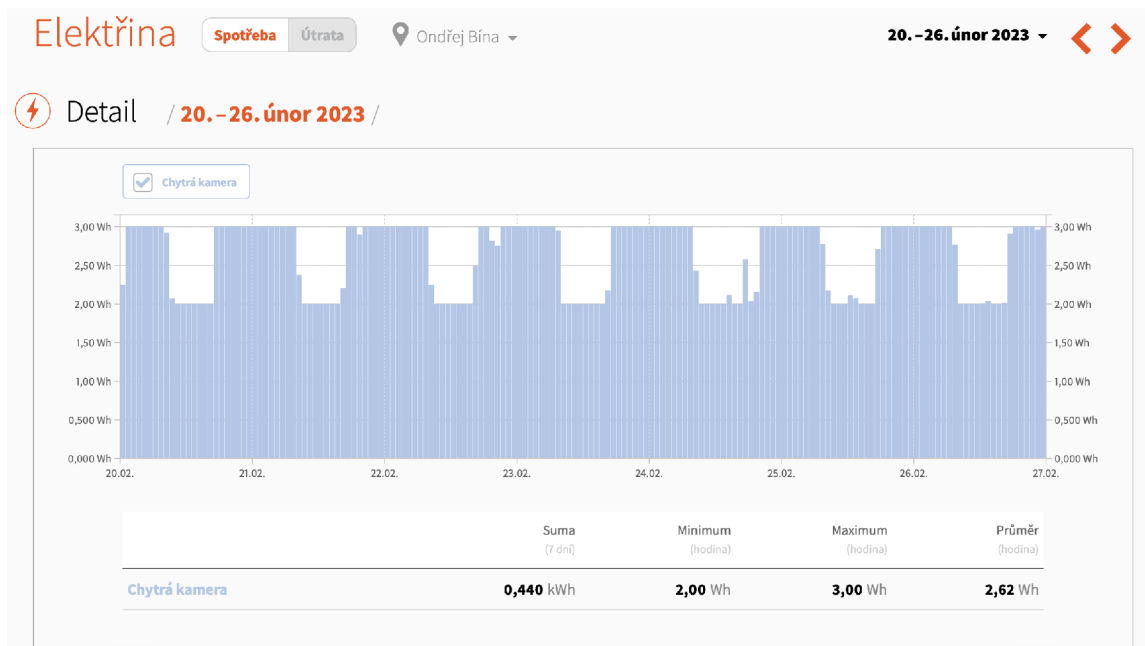 Elektřina Spotřeba Útrata Ondřej Bína 20. – 26. únor 2023
Detail / 20. – 26. únor 2023 /
Chytrá kamera
3,00 Wh 3,00 Wh
2,50 Wh 2,50 Wh
2,00 Wh 2,00 Wh
1,50 Wh 1,50 Wh
1,00 Wh 1,00 Wh
0,500 Wh 0,500 Wh
0,000 Wh 0,000 Wh
20.02. 21.02. 22.02. 23.02. 24.02. 25.02. 26.02. 27.02.
Suma Minimum Maximum Průměr
(7 dní) (hodina) (hodina) (hodina)
Chytrá kamera 0,440 kWh 2,00 Wh 3,00 Wh 2,62 Wh